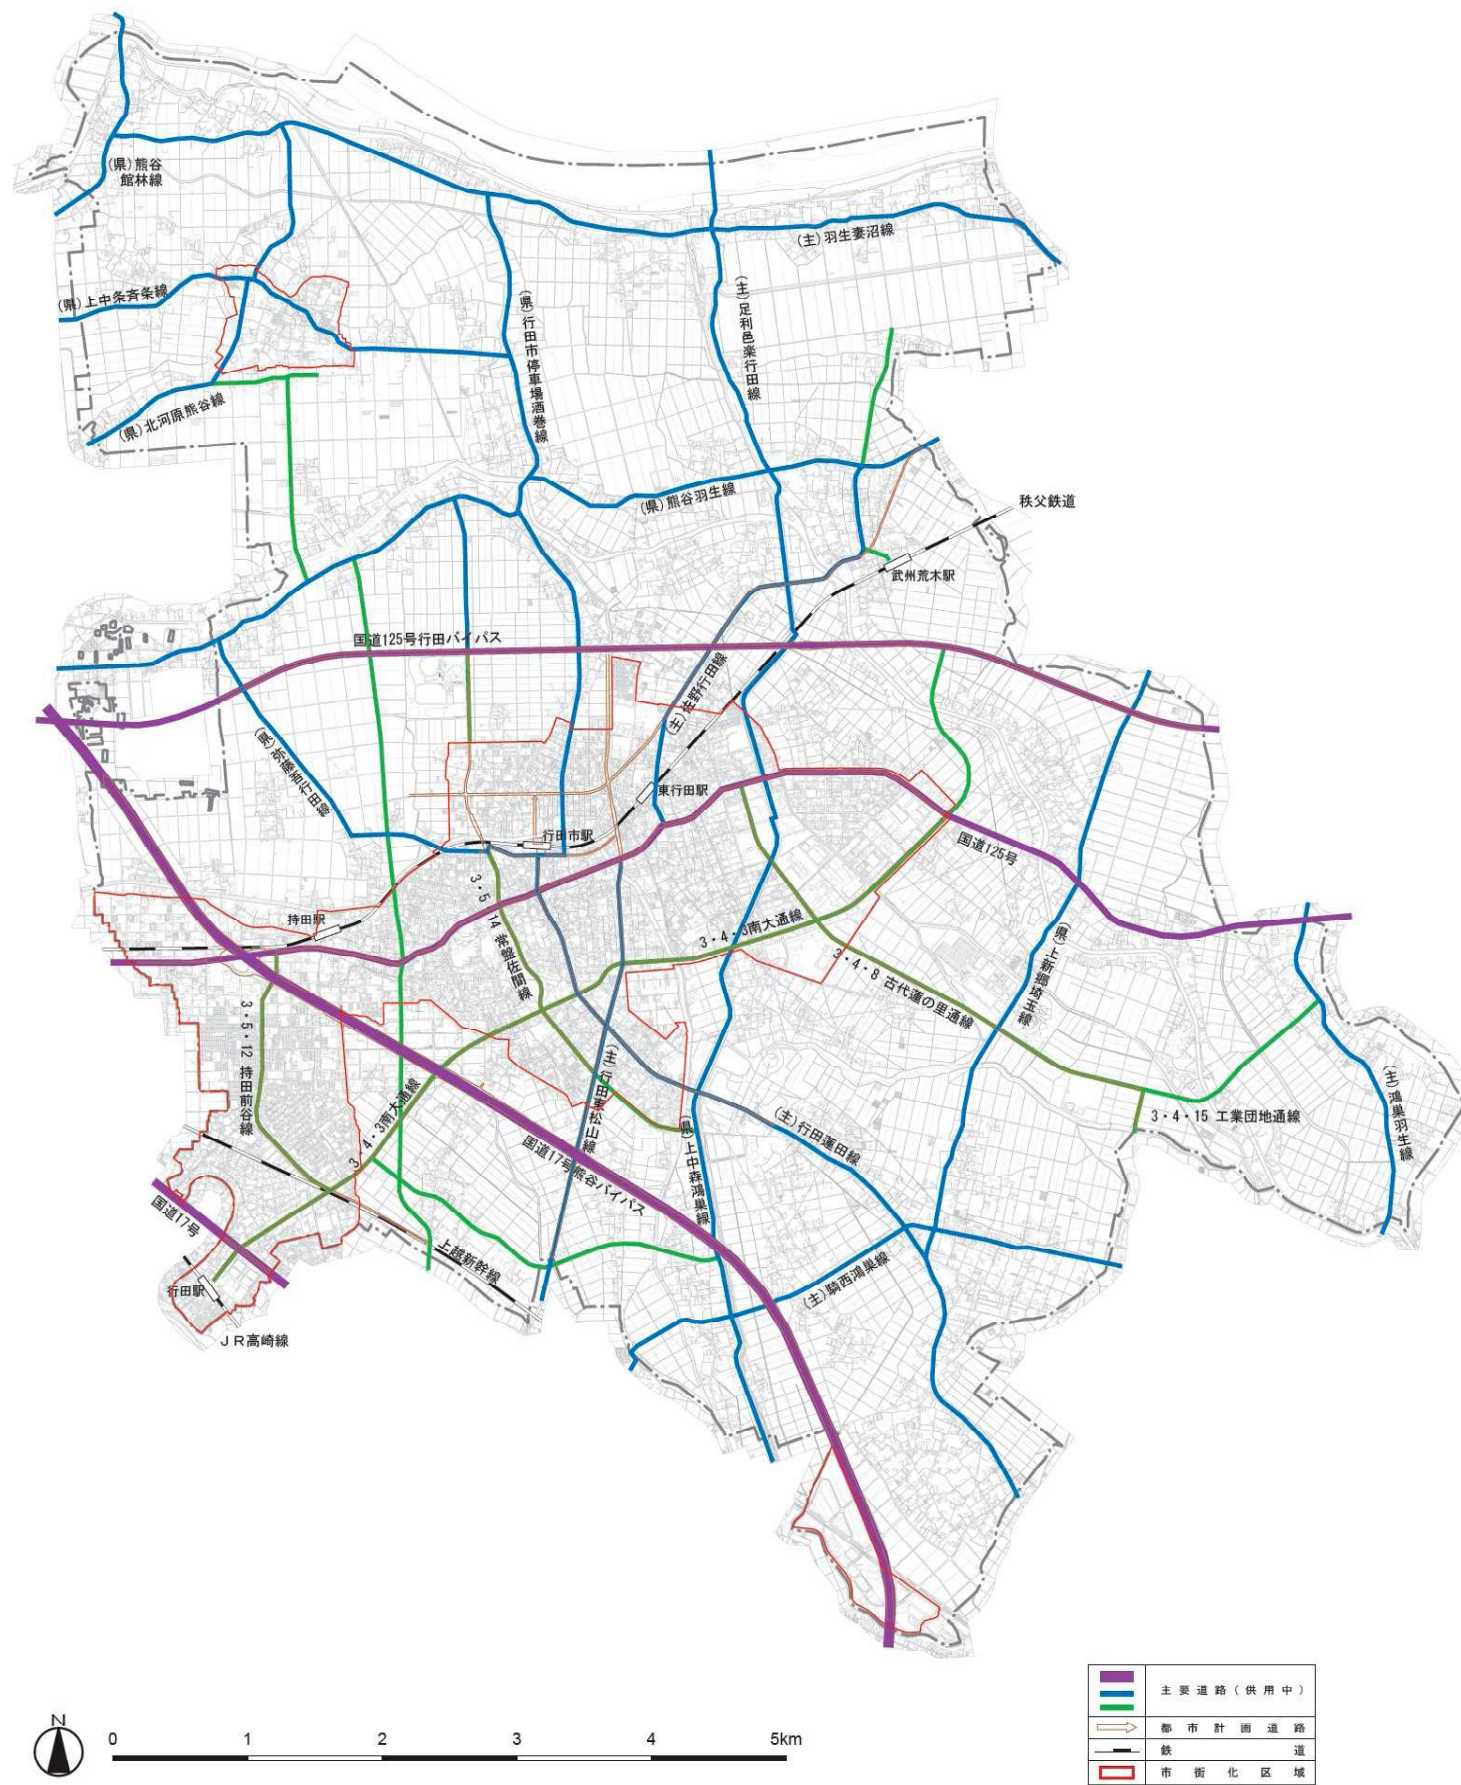 (県)熊谷
館林線
(主)羽生妻沼線
(県)上中条斉条線
(県)行田市停車場酒巻線
(主)足利邑楽行田線
(県)北河原熊谷線
(県)熊谷羽生線
秩父鉄道
武州荒木駅
国道125号行田バイパス
(主)佐野行田線
(県)弥藤吾行田線
東行田駅
行田市駅
国道125号
3・5・14 常盤佐間線
持田駅
3・4・3南大通線
(県)上新郷埼玉線
3・4・8 古代蓮の里通線
3・5・12 持田前谷線
(主)行田東松山線
3・4・3南大通線
(主)行田蓮田線
3・4・15 工業団地通線
(主)鴻巣羽生線
(県)上中森鴻巣線
国道17号熊谷バイパス
国道17号
上越新幹線
(主)騎西鴻巣線
行田駅
JR高崎線
主要道路(供用中)
都市計画道路
鉄道
市街化区域
N
0 1 2 3 4 5km